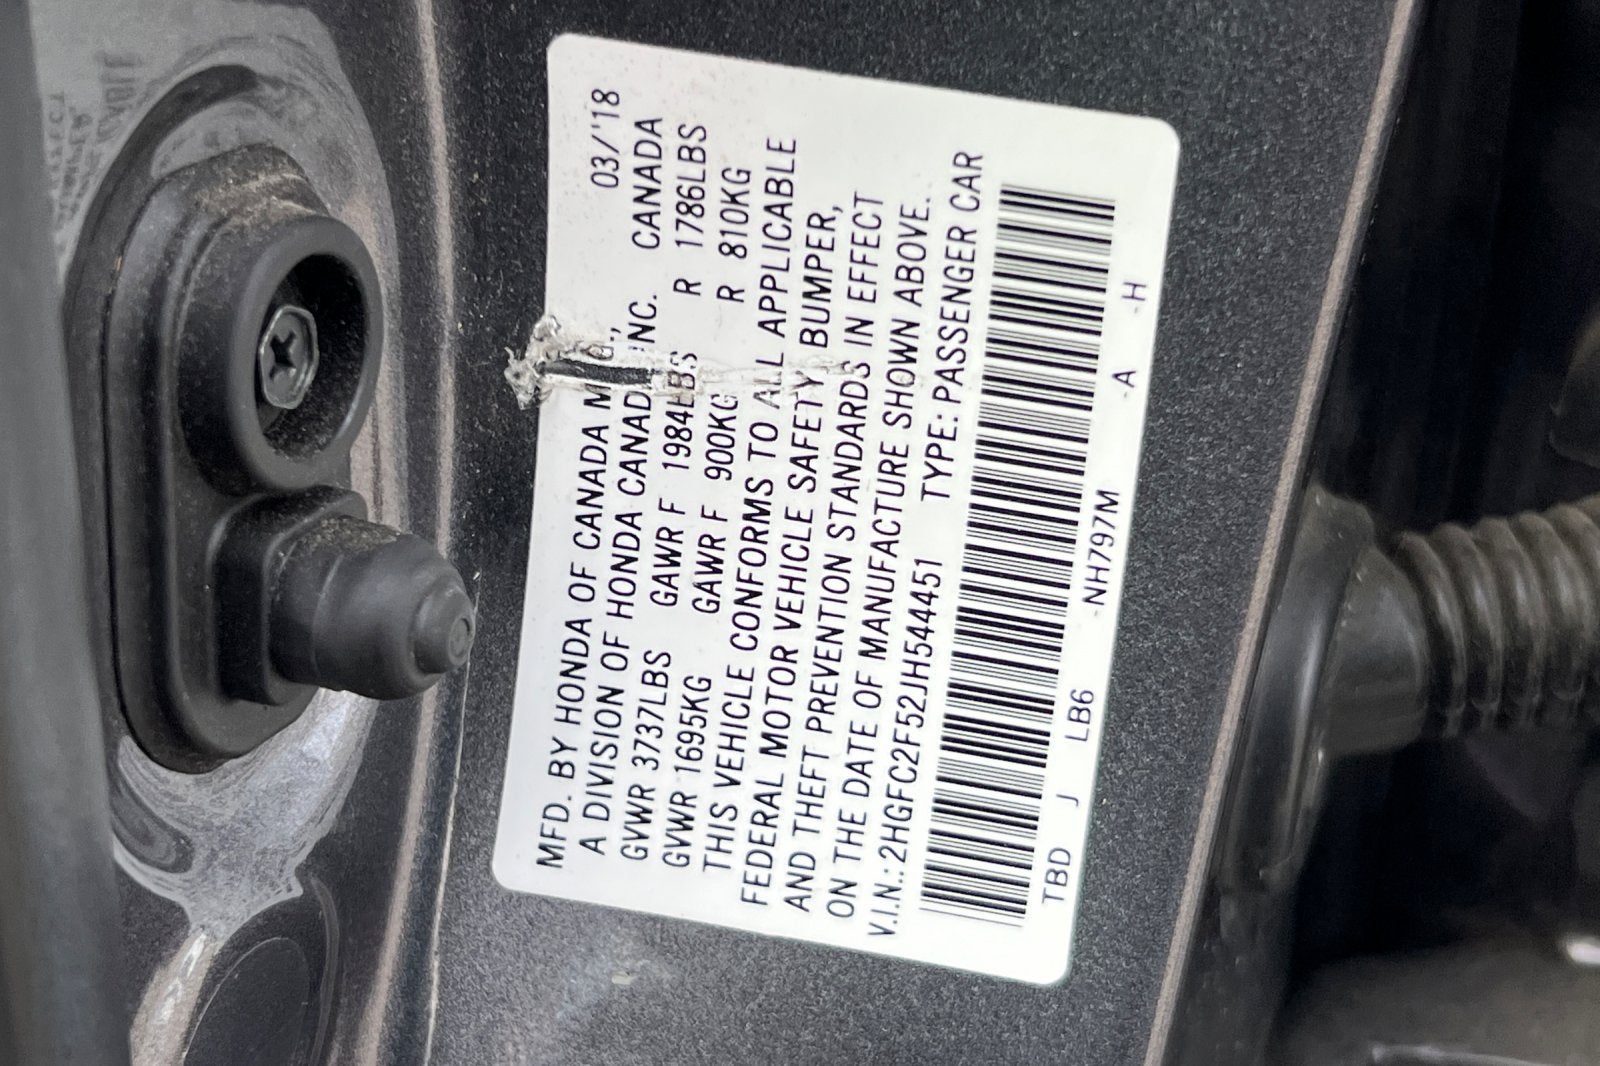 MFD. BY HONDA OF CANADA 03/'18
A DIVISION OF HONDA CANADA INC. CANADA
GVWR 3737LBS GAWR F 1984LBS R 1786LBS
GVWR 1695KG GAWR F 900KG R 810KG
THIS VEHICLE CONFORMS TO ALL APPLICABLE
FEDERAL MOTOR VEHICLE SAFETY BUMPER,
AND THEFT PREVENTION STANDARDS IN EFFECT
ON THE DATE OF MANUFACTURE SHOWN ABOVE.
V.I.N.:2HGFC2F52JH544451 TYPE: PASSENGER CAR
TBD J LB6 -NH797M -A -H